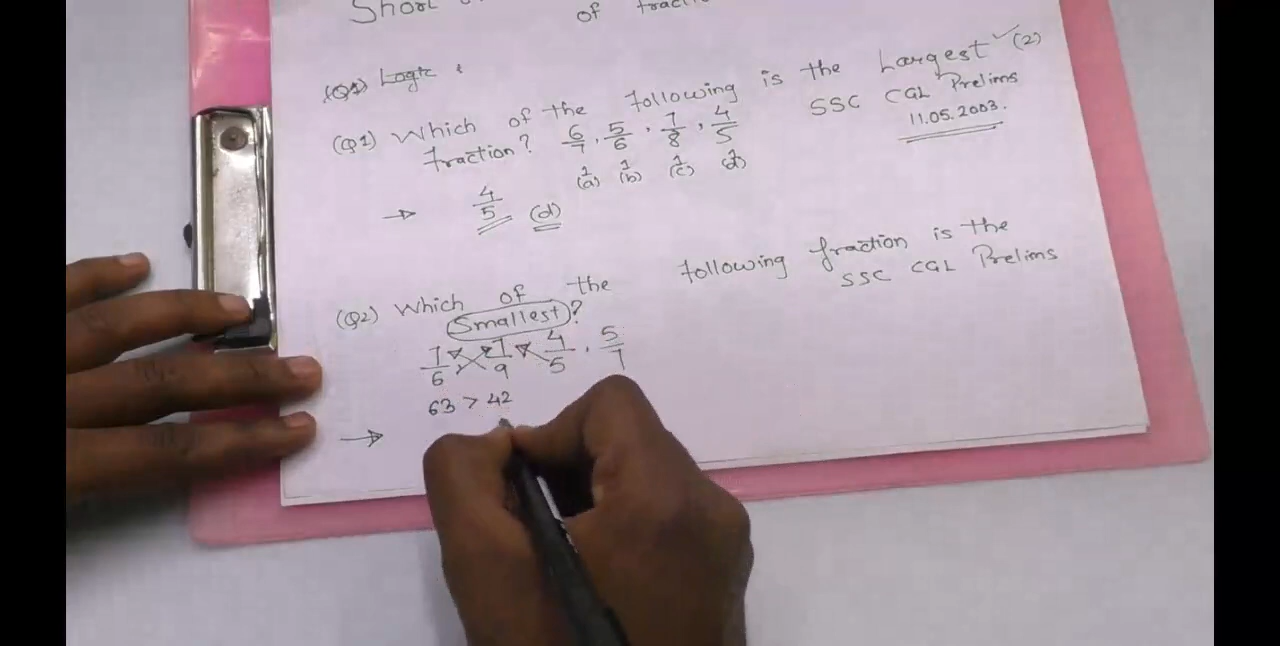 Short
of
(Q1) Logic :
(Q1) Which of the following is the Largest ✓ (2)
fraction? 6/7, 5/6, 7/8, 4/5 SSC CGL Prelims
11.05.2003.
(a) (b) (c) (d)
→ 4/5 (d)
(Q2) Which of the following fraction is the
Smallest? SSC CGL Prelims
7/6 7/9 4/5, 5/7
63 > 42
→